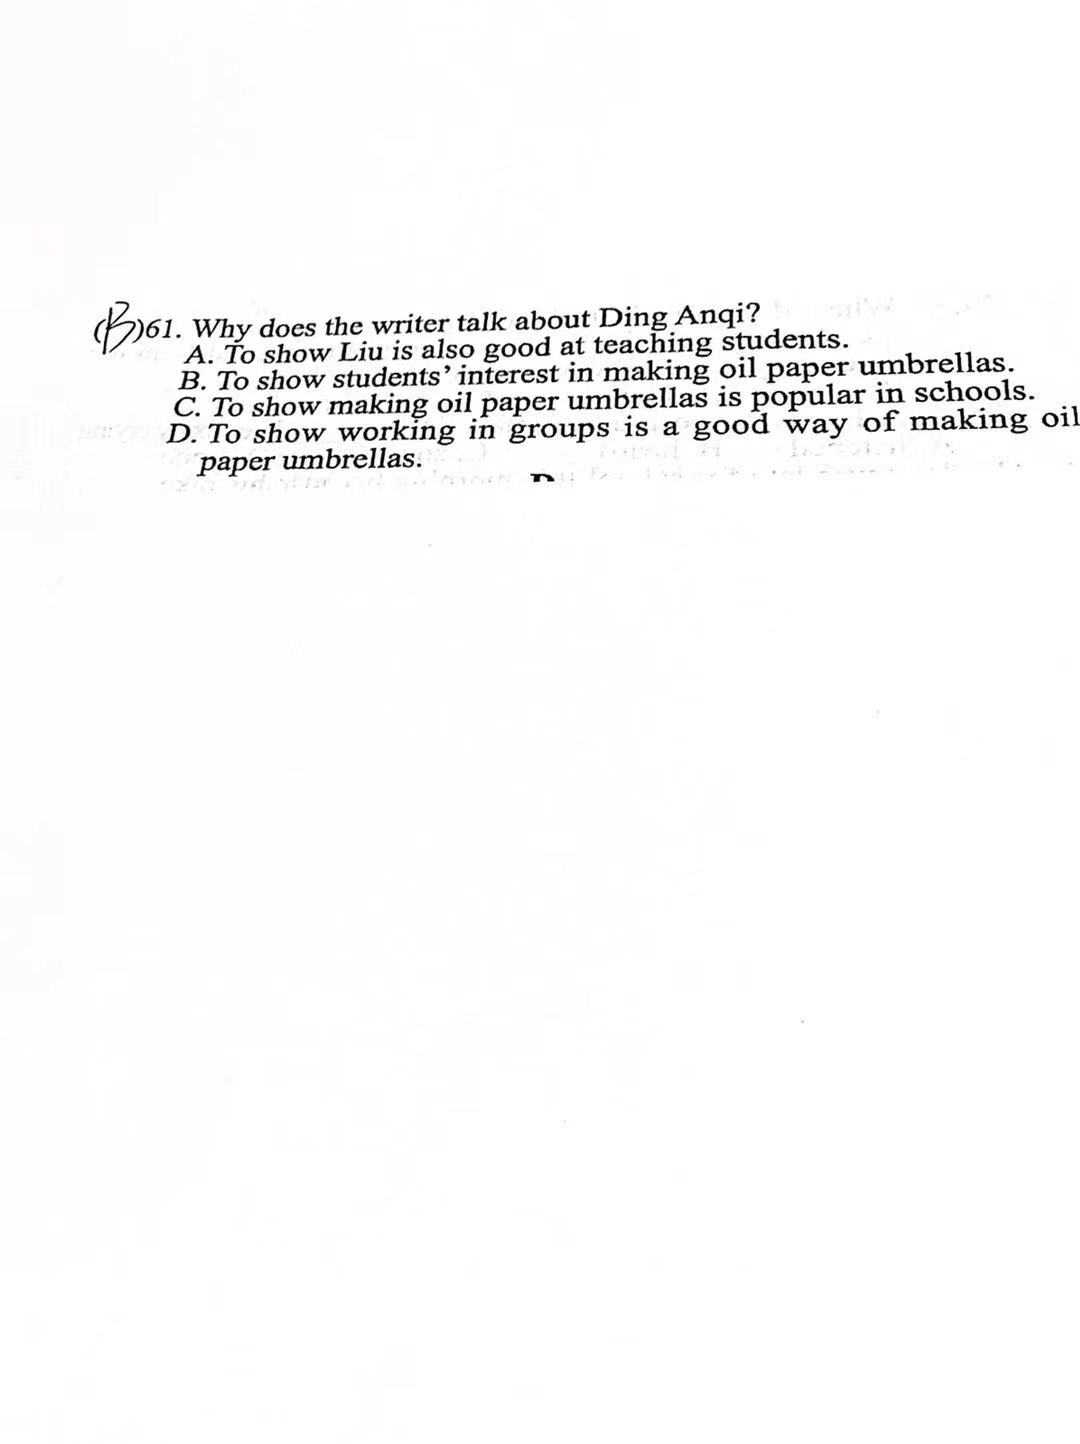 (B)61. Why does the writer talk about Ding Anqi?
A. To show Liu is also good at teaching students.
B. To show students' interest in making oil paper umbrellas.
C. To show making oil paper umbrellas is popular in schools.
D. To show working in groups is a good way of making oil
paper umbrellas.